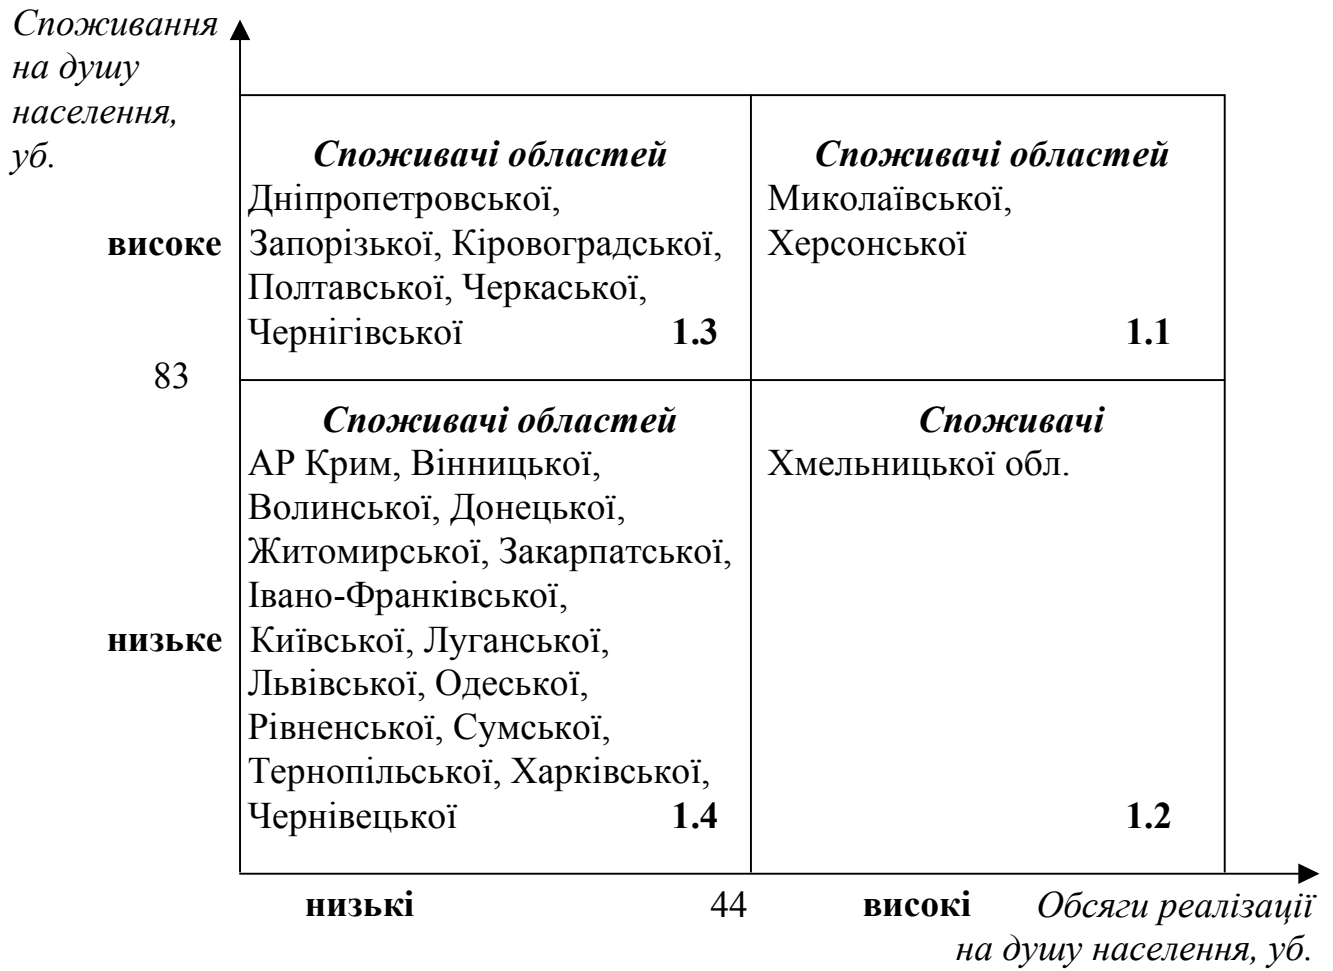 Споживання
на душу
населення,
уб.
Споживачі областей
Дніпропетровської,
Запорізької, Кіровоградської,
Полтавської, Черкаської,
Чернігівської 1.3
Споживачі областей
Миколаївської,
Херсонської
1.1
високе
83
Споживачі областей
АР Крим, Вінницької,
Волинської, Донецької,
Житомирської, Закарпатської,
Івано-Франківської,
Київської, Луганської,
Львівської, Одеської,
Рівненської, Сумської,
Тернопільської, Харківської,
Чернівецької 1.4
Споживачі
Хмельницької обл.
1.2
низьке
низькі 44 високі
Обсяги реалізації
на душу населення, уб.